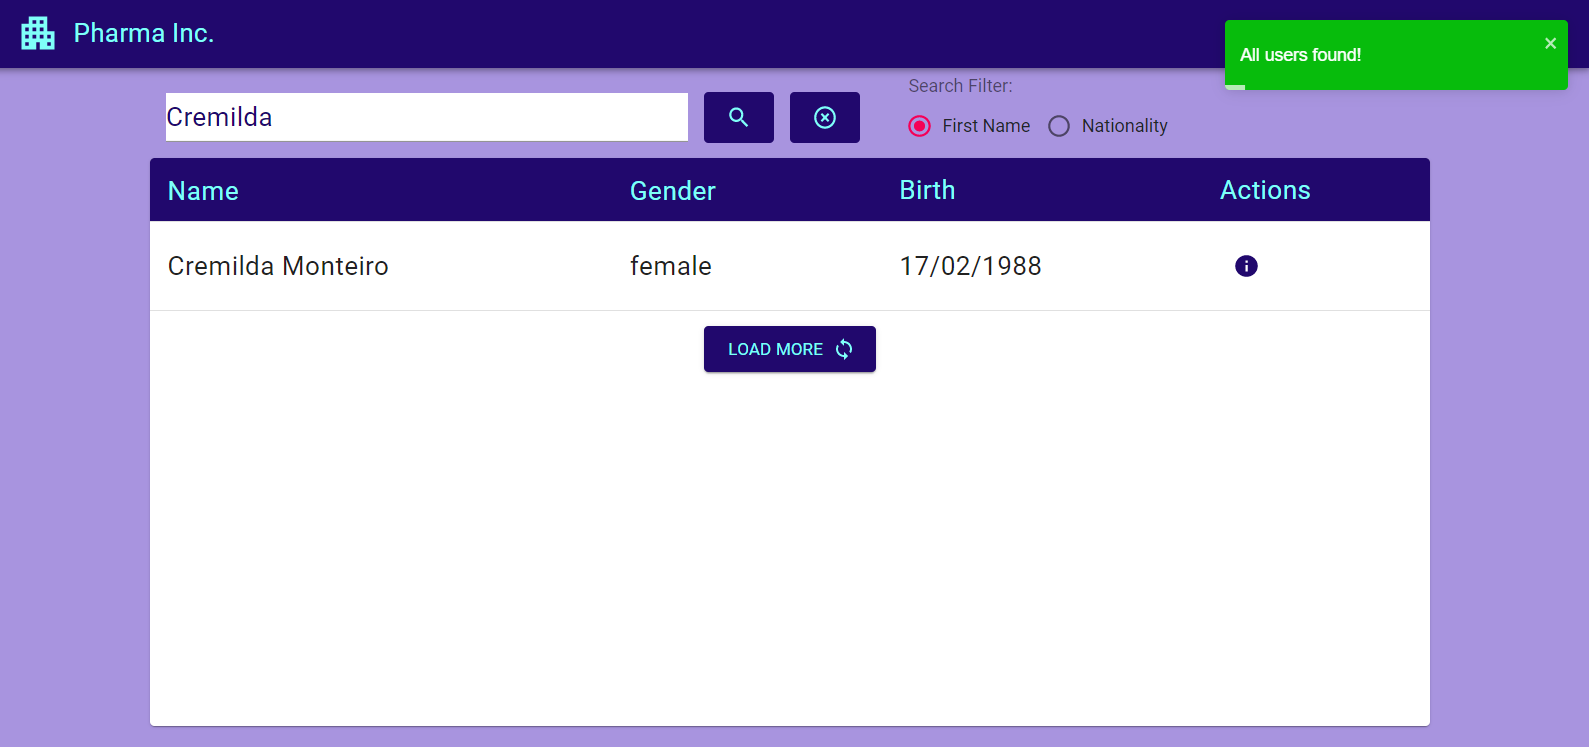 Pharma Inc.
All users found!
Search Filter:
Cremilda
First Name Nationality
Name Gender Birth Actions
Cremilda Monteiro female 17/02/1988
LOAD MORE